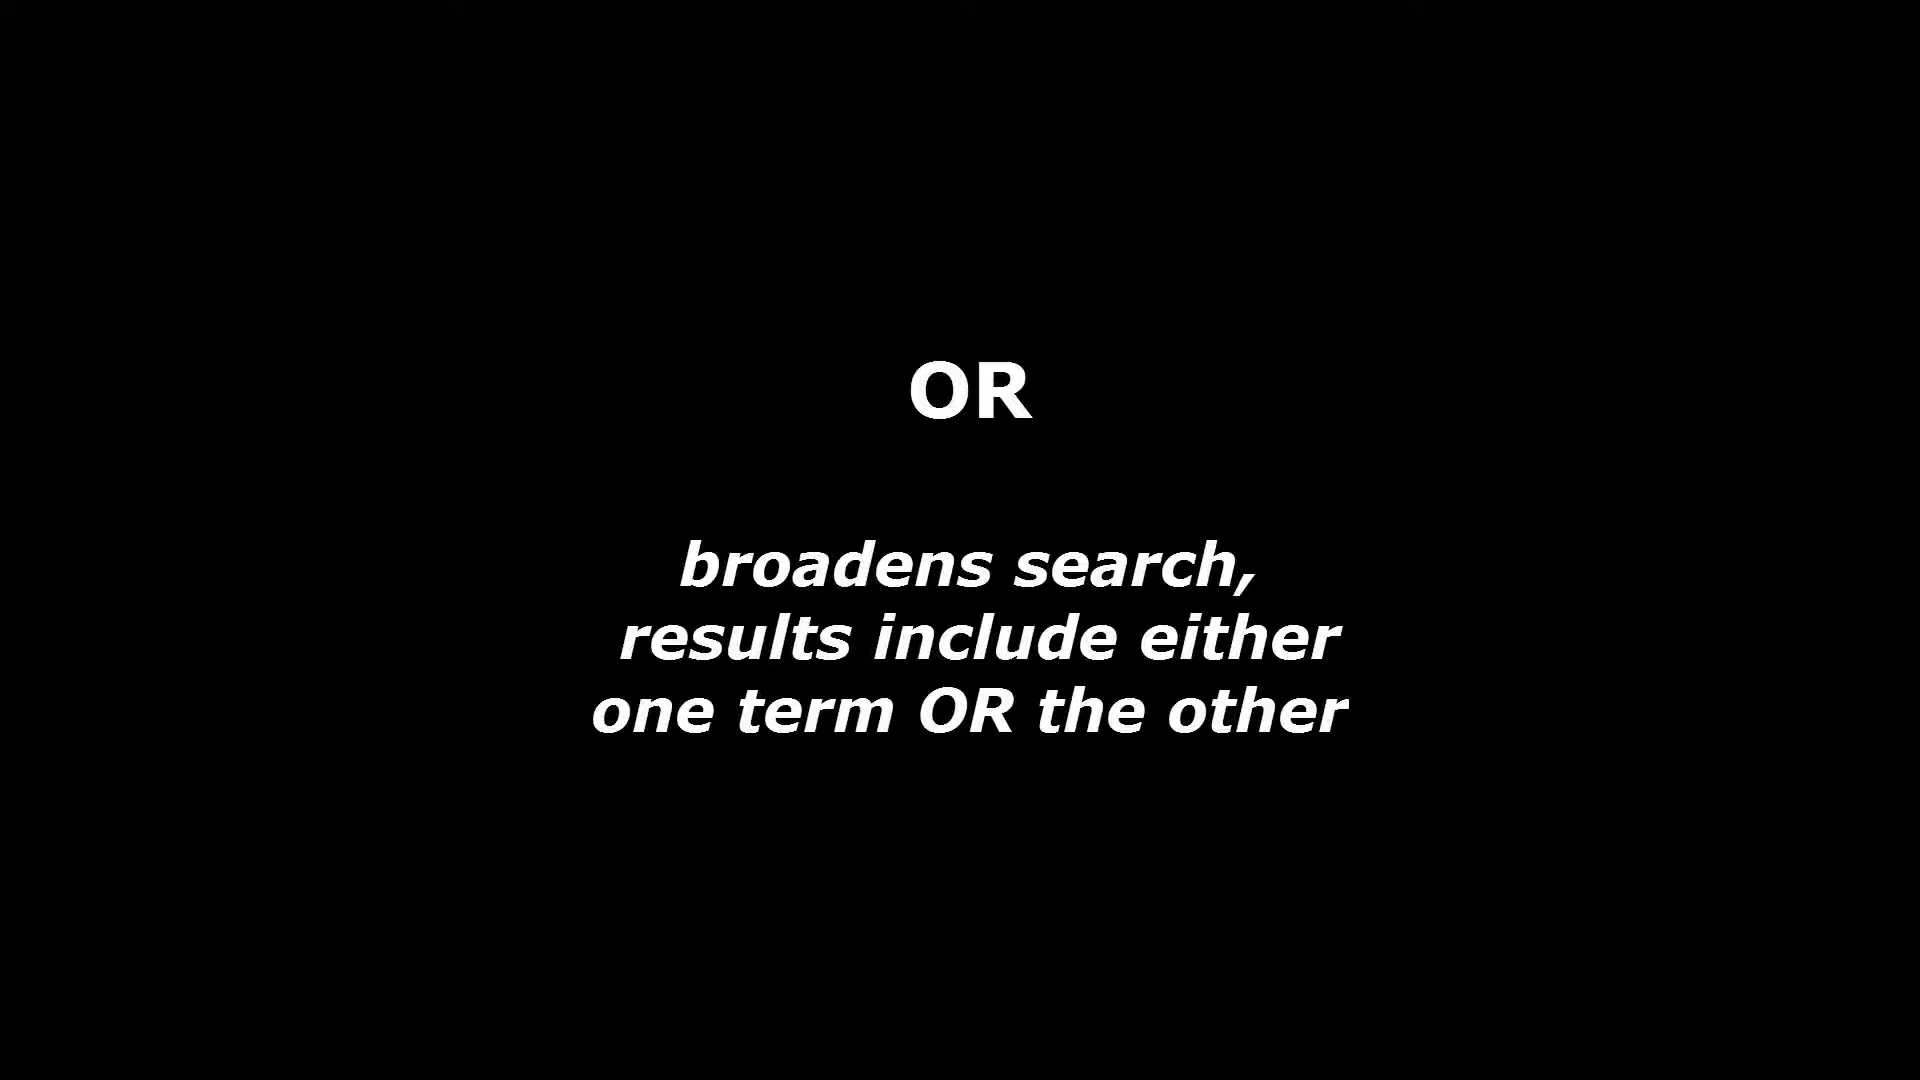 OR
broadens search,
results include either
one term OR the other